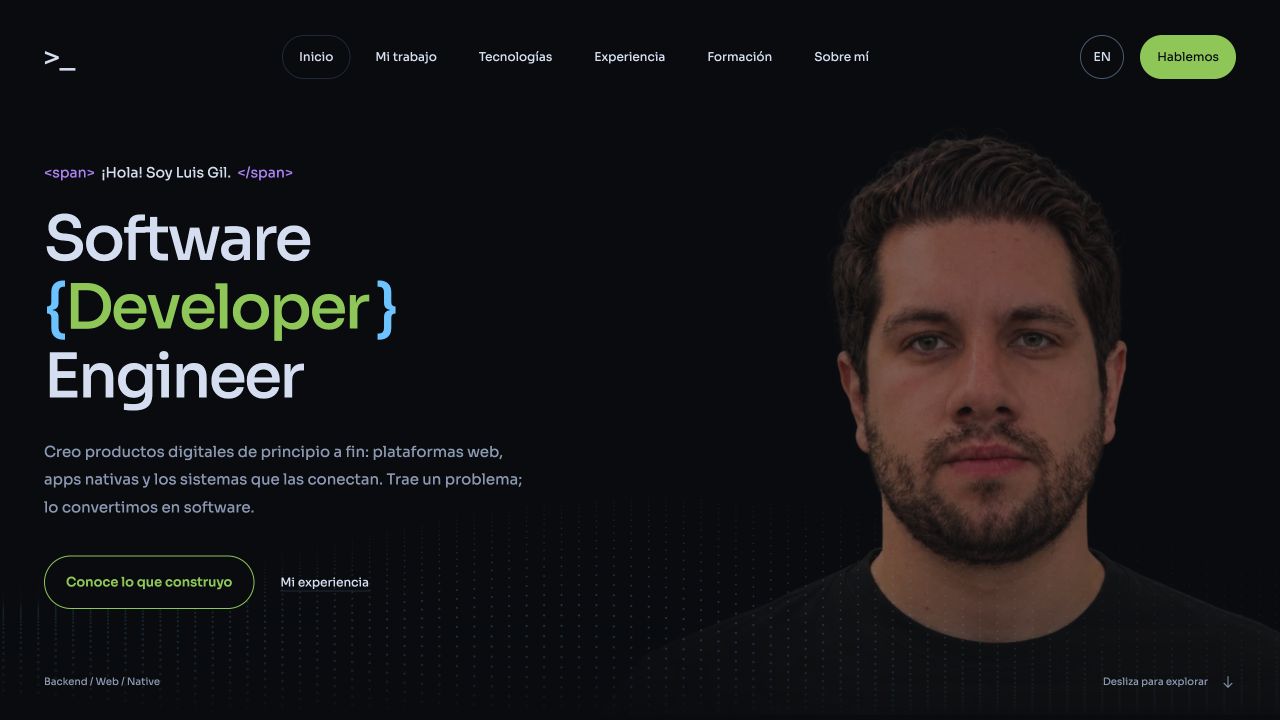 >_
Inicio
Mi trabajo
Tecnologías
Experiencia
Formación
Sobre mí
EN
Hablemos
<span> ¡Hola! Soy Luis Gil. </span>
Software
{Developer}
Engineer
Creo productos digitales de principio a fin: plataformas web,
apps nativas y los sistemas que las conectan. Trae un problema;
lo convertimos en software.
Conoce lo que construyo
Mi experiencia
Backend / Web / Native
Desliza para explorar ↓